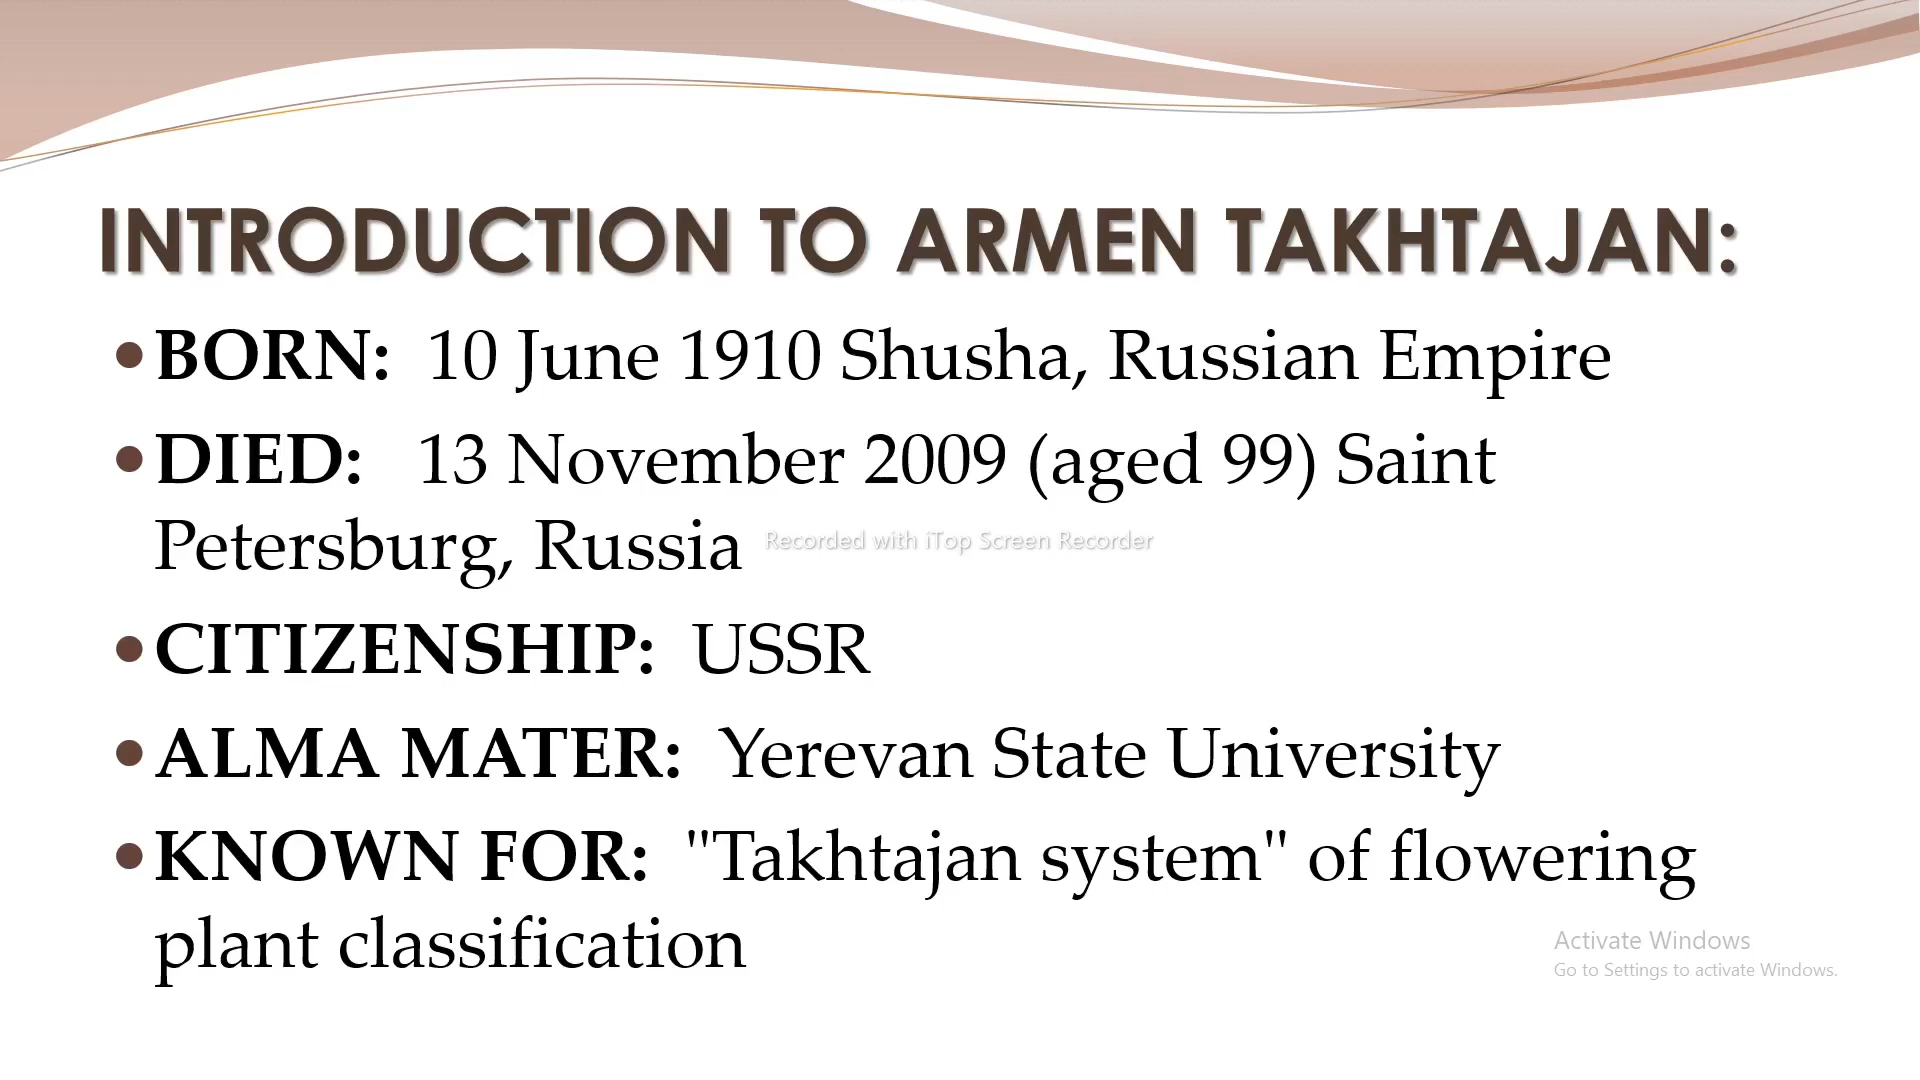 INTRODUCTION TO ARMEN TAKHTAJAN:
•BORN: 10 June 1910 Shusha, Russian Empire
•DIED: 13 November 2009 (aged 99) Saint
Petersburg, Russia
Recorded with iTop Screen Recorder
•CITIZENSHIP: USSR
•ALMA MATER: Yerevan State University
•KNOWN FOR: "Takhtajan system" of flowering
plant classification
Activate Windows
Go to Settings to activate Windows.